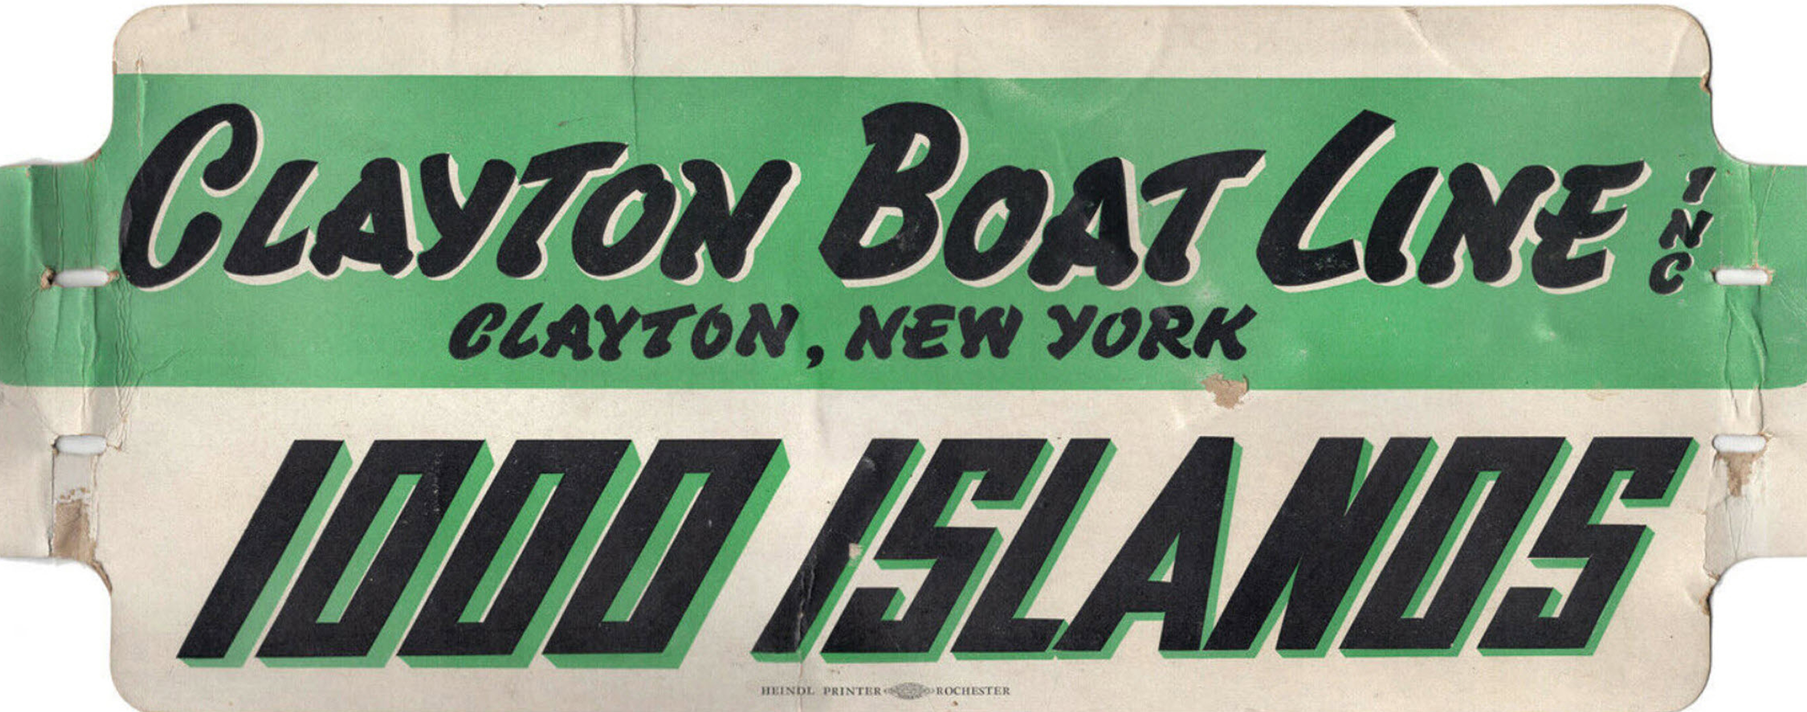 CLAYTON BOAT LINE INC
CLAYTON, NEW YORK
1000 ISLANDS
HEINDL PRINTER ROCHESTER